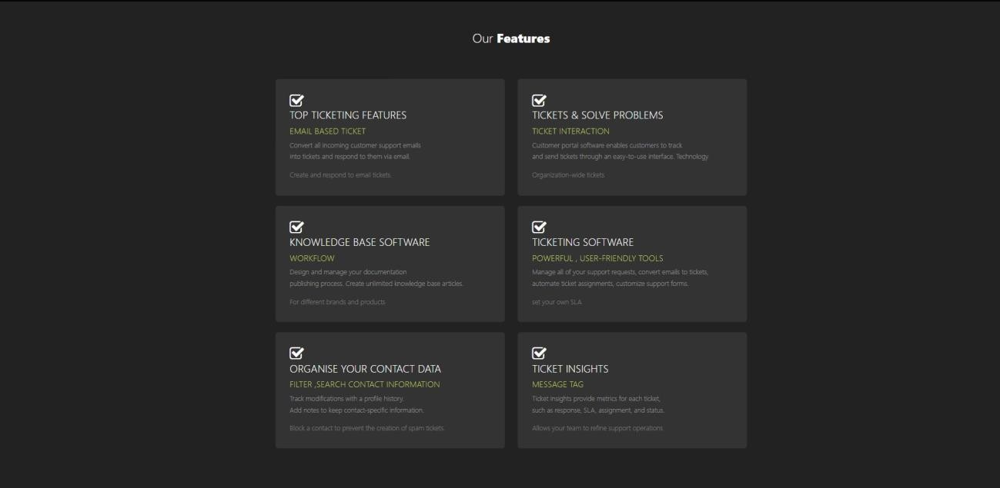 Our Features
TOP TICKETING FEATURES
EMAIL BASED TICKET
Convert all incoming customer support emails
into tickets and respond to them via email.
Create and respond to email tickets.
TICKETS & SOLVE PROBLEMS
TICKET INTERACTION
Customer portal software enables customers to track
and send tickets through an easy-to-use interface. Technology
Organization-wide tickets
KNOWLEDGE BASE SOFTWARE
WORKFLOW
Design and manage your documentation
publishing process. Create unlimited knowledge base articles.
For different brands and products
TICKETING SOFTWARE
POWERFUL , USER-FRIENDLY TOOLS
Manage all of your support requests, convert emails to tickets,
automate ticket assignments, customize support forms.
set your own SLA
ORGANISE YOUR CONTACT DATA
FILTER ,SEARCH CONTACT INFORMATION
Track modifications with a profile history.
Add notes to keep contact-specific information.
Block a contact to prevent the creation of spam tickets.
TICKET INSIGHTS
MESSAGE TAG
Ticket insights provide metrics for each ticket,
such as response, SLA, assignment, and status.
Allows your team to refine support operations